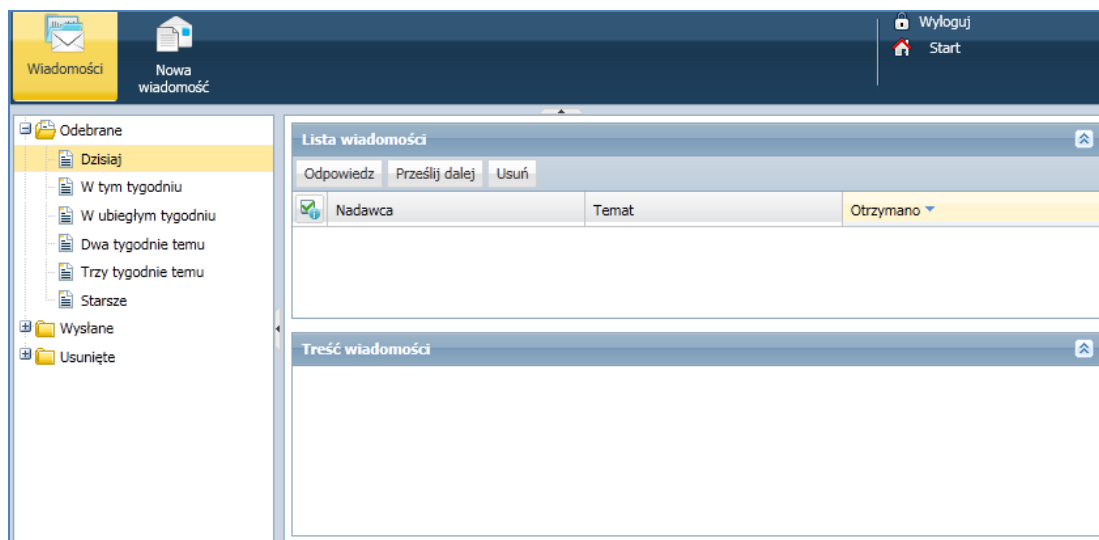 Wiadomości
Nowa
wiadomość
Wyloguj
Start
Odebrane
Dzisiaj
W tym tygodniu
W ubiegłym tygodniu
Dwa tygodnie temu
Trzy tygodnie temu
Starsze
Wysłane
Usunięte
Lista wiadomości
Odpowiedz Prześlij dalej Usuń
Nadawca Temat Otrzymano
Treść wiadomości